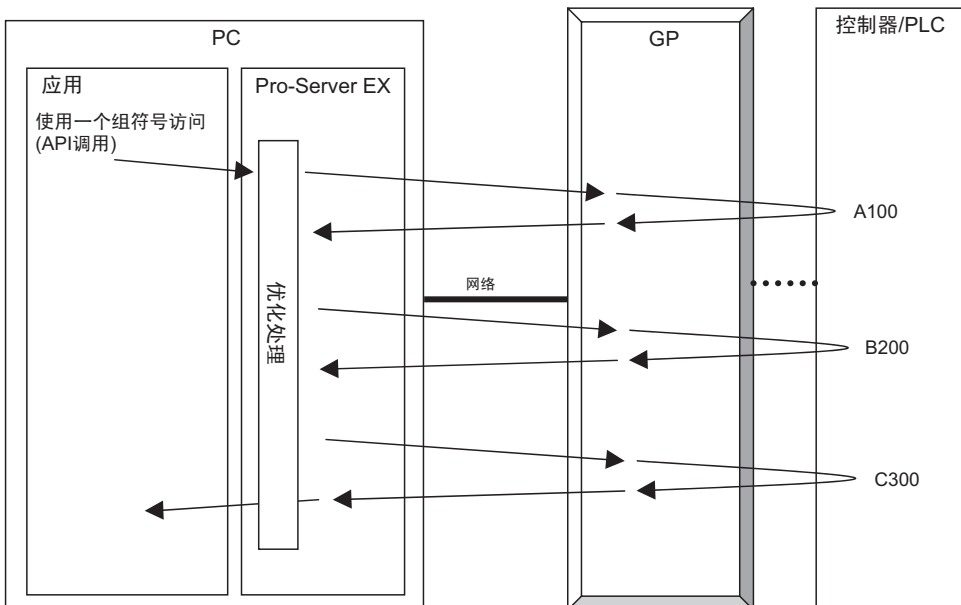 PC
GP
控制器/PLC
应用
Pro-Server EX
使用一个组符号访问
(API调用)
A100
网络
优化处理
B200
C300